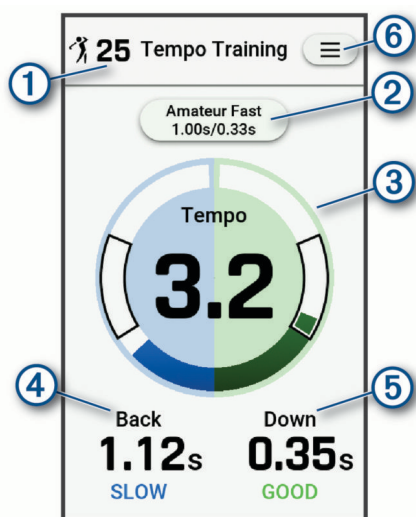 25 Tempo Training
6
1
Amateur Fast
1.00s/0.33s
2
3
Tempo
3.2
4
5
Back
Down
1.12s
0.35s
SLOW
GOOD